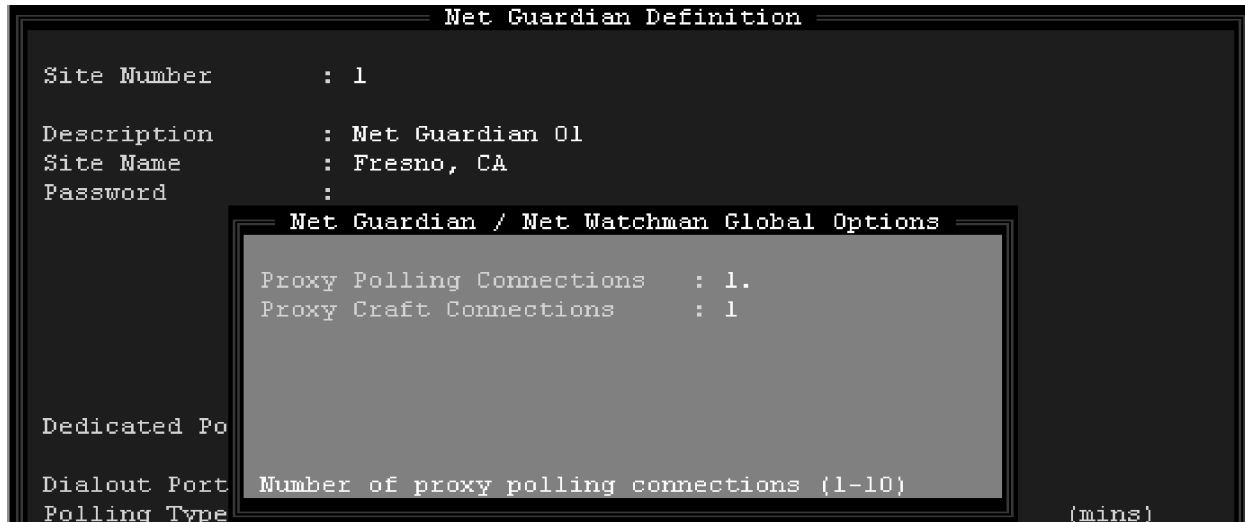 Net Guardian Definition
Site Number : 1
Description : Net Guardian 01
Site Name : Fresno, CA
Password :
Net Guardian / Net Watchman Global Options
Proxy Polling Connections : 1.
Proxy Craft Connections : 1
Dedicated Po
Dialout Port
Number of proxy polling connections (1-10)
Polling Type (mins)